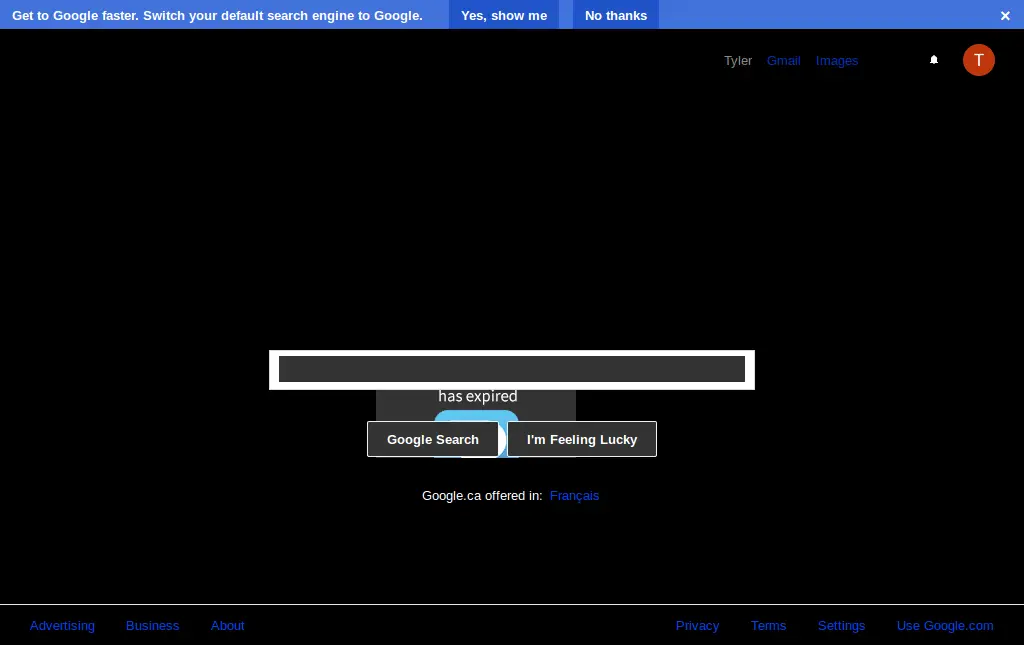 Get to Google faster. Switch your default search engine to Google. Yes, show me No thanks ×
Tyler Gmail Images T
has expired
Google Search I'm Feeling Lucky
Google.ca offered in: Français
Advertising Business About Privacy Terms Settings Use Google.com